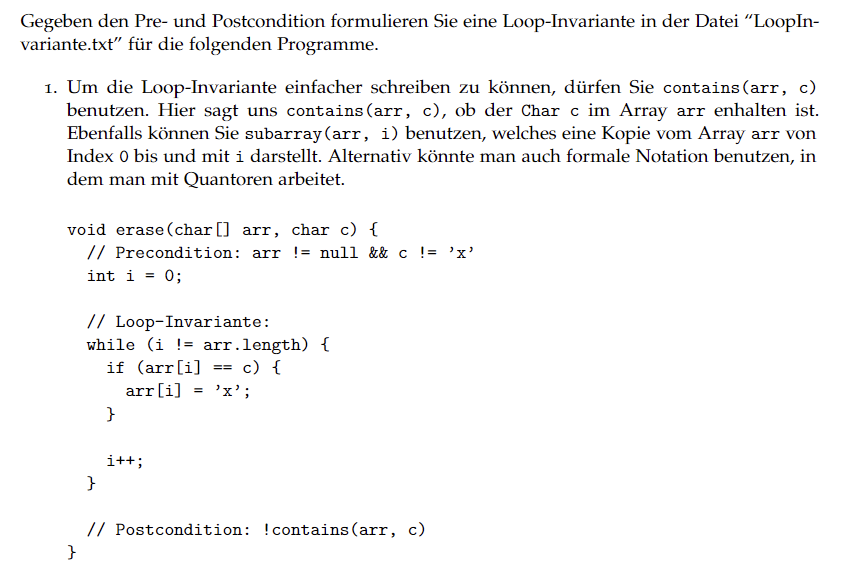 Gegeben den Pre- und Postcondition formulieren Sie eine Loop-Invariante in der Datei “LoopIn-
variante.txt” für die folgenden Programme.
1. Um die Loop-Invariante einfacher schreiben zu können, dürfen Sie contains(arr, c)
benutzen. Hier sagt uns contains(arr, c), ob der Char c im Array arr enhalten ist.
Ebenfalls können Sie subarray(arr, i) benutzen, welches eine Kopie vom Array arr von
Index 0 bis und mit i darstellt. Alternativ könnte man auch formale Notation benutzen, in
dem man mit Quantoren arbeitet.
void erase(char[] arr, char c) {
// Precondition: arr != null && c != ’x’
int i = 0;
// Loop-Invariante:
while (i != arr.length) {
if (arr[i] == c) {
arr[i] = ’x’;
}
i++;
}
// Postcondition: !contains(arr, c)
}